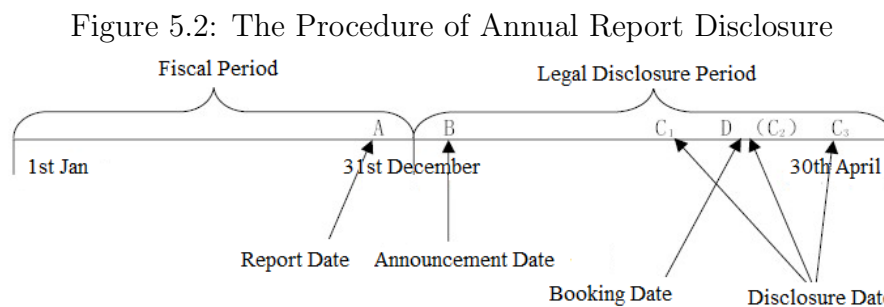 Figure 5.2: The Procedure of Annual Report Disclosure
Fiscal Period Legal Disclosure Period
A B C₁ D (C₂) C₃
1st Jan 31st December 30th April
Report Date Announcement Date
Booking Date Disclosure Date